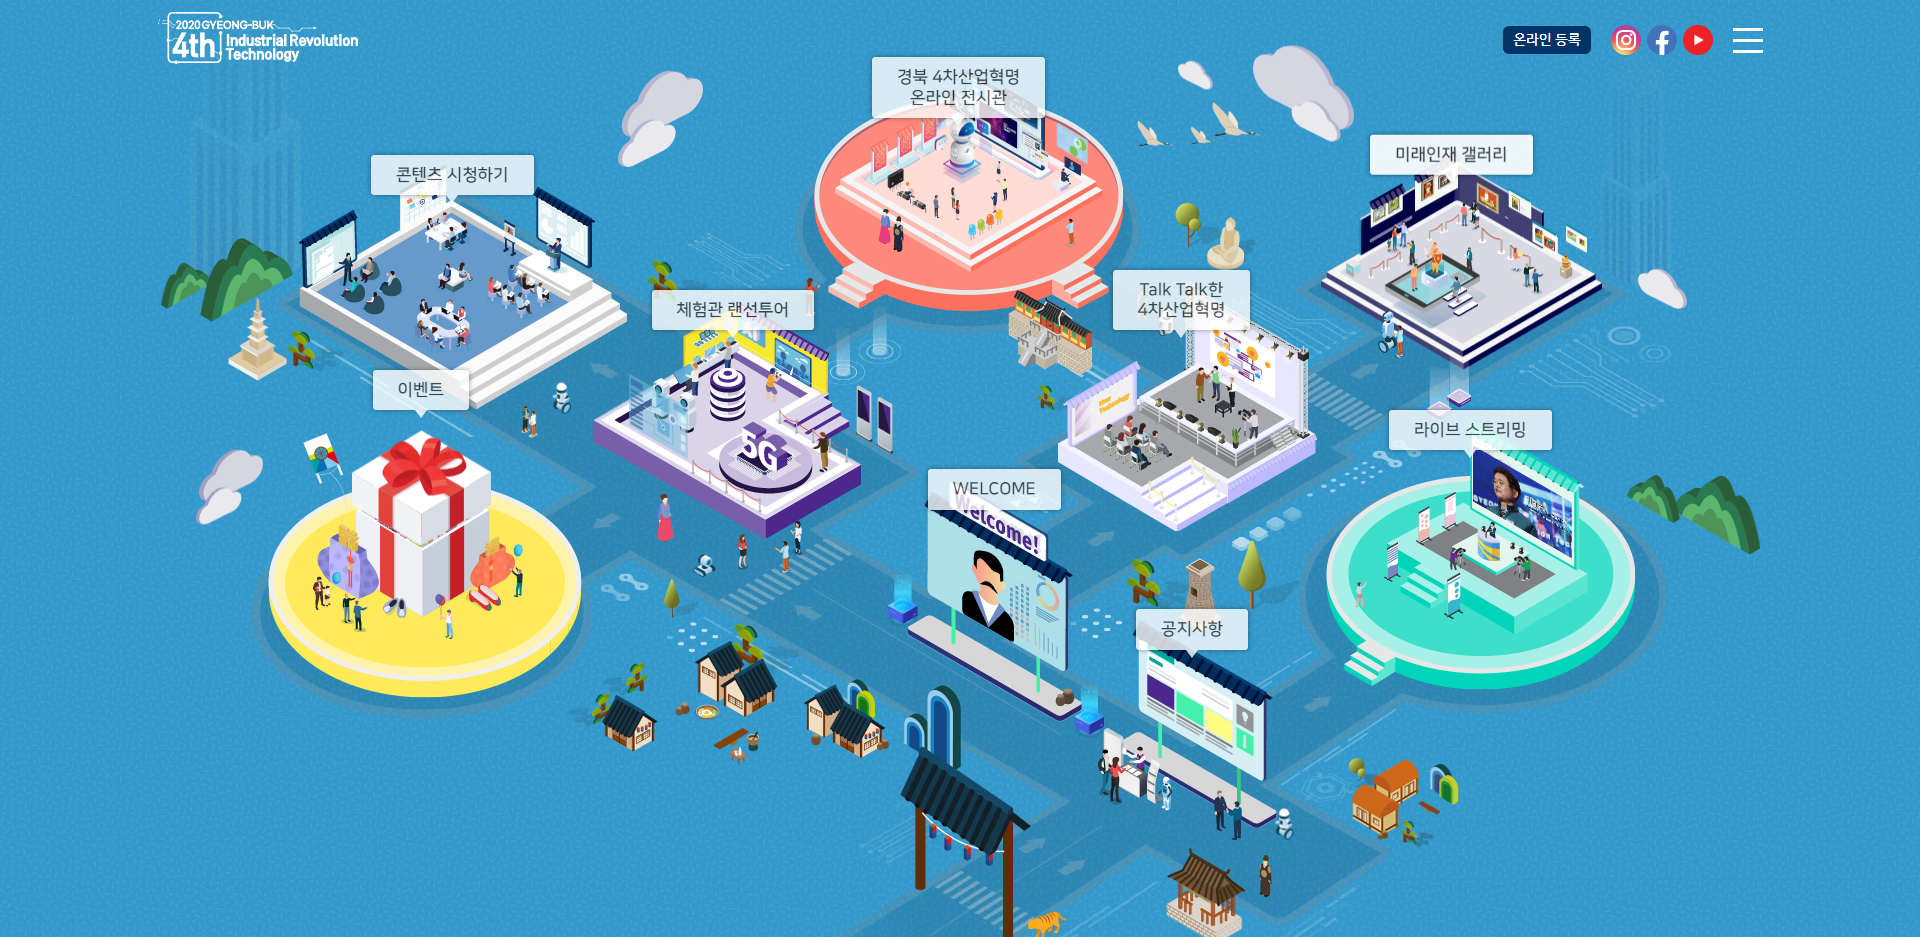 2020 GYEONG-BUK
4th Industrial Revolution
Technology
온라인 등록
경북 4차산업혁명
온라인 전시관
미래인재 갤러리
콘텐츠 시청하기
Talk Talk한
4차산업혁명
체험관 랜선투어
이벤트
라이브 스트리밍
5G
WELCOME
Welcome!
공지사항